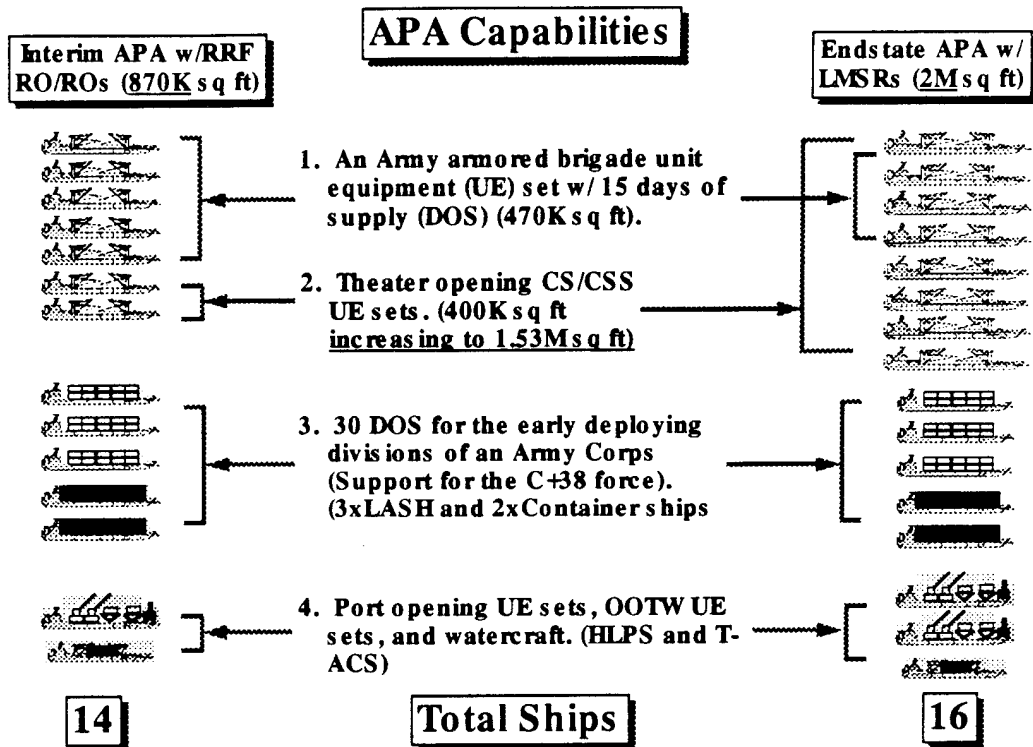 APA Capabilities
Interim APA w/RRF
RO/ROs (870K sq ft)
Endstate APA w/
LMSRs (2M sq ft)
1. An Army armored brigade unit
equipment (UE) set w/ 15 days of
supply (DOS) (470K sq ft).
2. Theater opening CS/CSS
UE sets. (400K sq ft
increasing to 1.53M sq ft)
3. 30 DOS for the early deploying
divisions of an Army Corps
(Support for the C+38 force).
(3xLASH and 2xContainer ships
4. Port opening UE sets, OOTW UE
sets, and watercraft. (HLPS and T-
ACS)
14
Total Ships
16